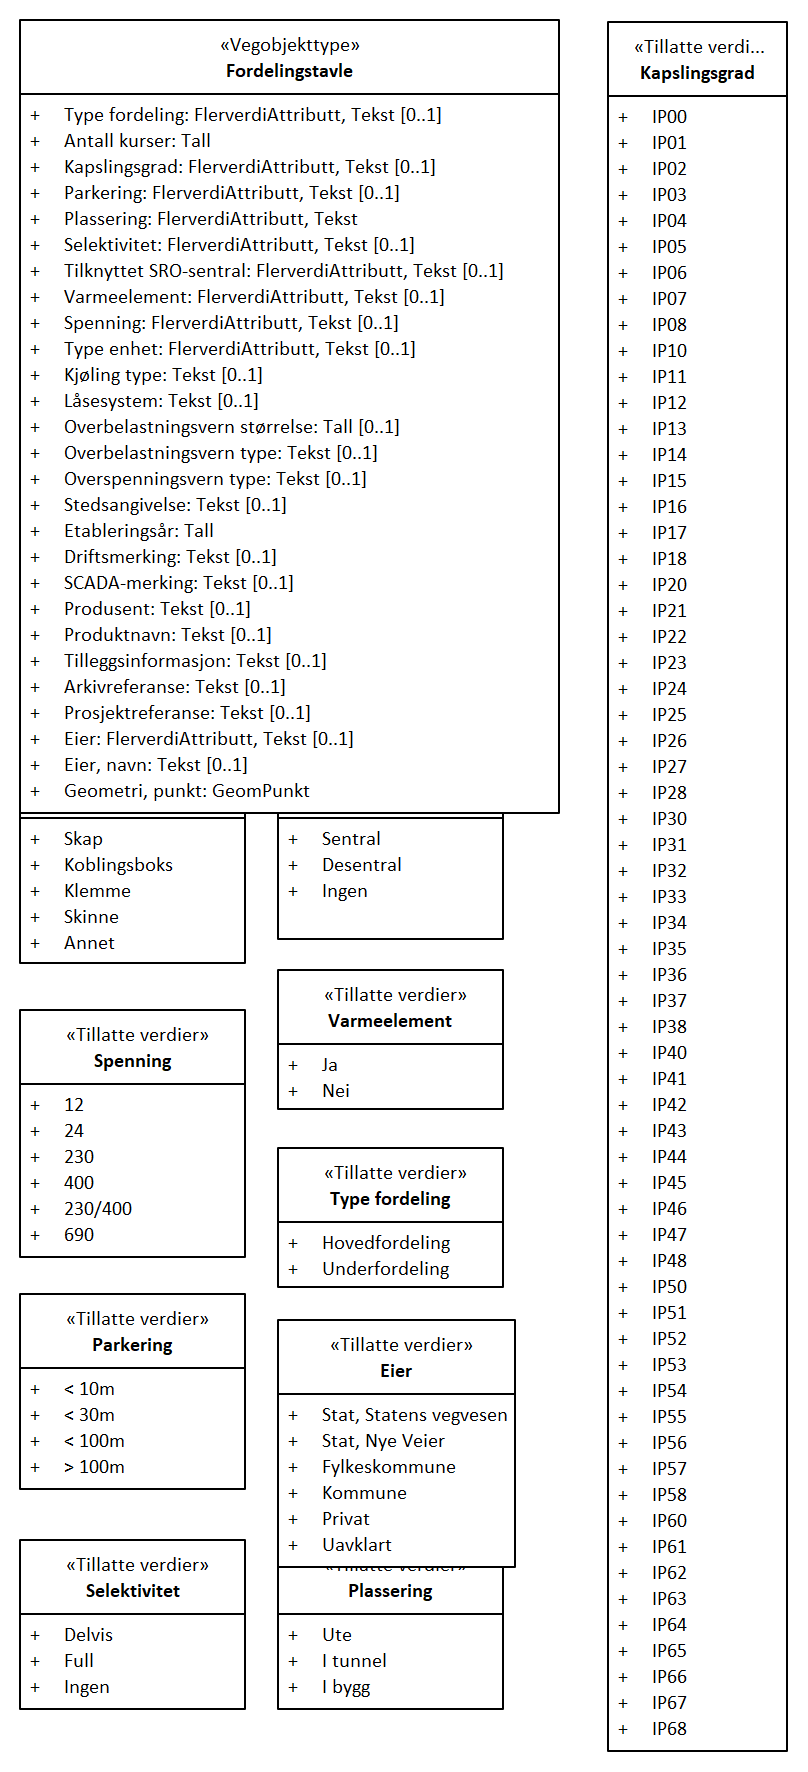 «Vegobjekttype»
Fordelingstavle
+ Type fordeling: FlerverdiAttributt, Tekst [0..1]
+ Antall kurser: Tall
+ Kapslingsgrad: FlerverdiAttributt, Tekst [0..1]
+ Parkering: FlerverdiAttributt, Tekst [0..1]
+ Plassering: FlerverdiAttributt, Tekst
+ Selektivitet: FlerverdiAttributt, Tekst [0..1]
+ Tilknyttet SRO-sentral: FlerverdiAttributt, Tekst [0..1]
+ Varmeelement: FlerverdiAttributt, Tekst [0..1]
+ Spenning: FlerverdiAttributt, Tekst [0..1]
+ Type enhet: FlerverdiAttributt, Tekst [0..1]
+ Kjøling type: Tekst [0..1]
+ Låsesystem: Tekst [0..1]
+ Overbelastningsvern størrelse: Tall [0..1]
+ Overbelastningsvern type: Tekst [0..1]
+ Overspenningsvern type: Tekst [0..1]
+ Stedsangivelse: Tekst [0..1]
+ Etableringsår: Tall
+ Driftsmerking: Tekst [0..1]
+ SCADA-merking: Tekst [0..1]
+ Produsent: Tekst [0..1]
+ Produktnavn: Tekst [0..1]
+ Tilleggsinformasjon: Tekst [0..1]
+ Arkivreferanse: Tekst [0..1]
+ Prosjektreferanse: Tekst [0..1]
+ Eier: FlerverdiAttributt, Tekst [0..1]
+ Eier, navn: Tekst [0..1]
+ Geometri, punkt: GeomPunkt
+ Skap
+ Koblingsboks
+ Klemme
+ Skinne
+ Annet
+ Sentral
+ Desentral
+ Ingen
«Tillatte verdier»
Spenning
+ 12
+ 24
+ 230
+ 400
+ 230/400
+ 690
«Tillatte verdier»
Varmeelement
+ Ja
+ Nei
«Tillatte verdier»
Type fordeling
+ Hovedfordeling
+ Underfordeling
«Tillatte verdier»
Parkering
+ < 10m
+ < 30m
+ < 100m
+ > 100m
«Tillatte verdier»
Eier
+ Stat, Statens vegvesen
+ Stat, Nye Veier
+ Fylkeskommune
+ Kommune
+ Privat
+ Uavklart
«Tillatte verdier»
Selektivitet
+ Delvis
+ Full
+ Ingen
«Tillatte verdier»
Plassering
+ Ute
+ I tunnel
+ I bygg
«Tillatte verdi...
Kapslingsgrad
+ IP00
+ IP01
+ IP02
+ IP03
+ IP04
+ IP05
+ IP06
+ IP07
+ IP08
+ IP10
+ IP11
+ IP12
+ IP13
+ IP14
+ IP15
+ IP16
+ IP17
+ IP18
+ IP20
+ IP21
+ IP22
+ IP23
+ IP24
+ IP25
+ IP26
+ IP27
+ IP28
+ IP30
+ IP31
+ IP32
+ IP33
+ IP34
+ IP35
+ IP36
+ IP37
+ IP38
+ IP40
+ IP41
+ IP42
+ IP43
+ IP44
+ IP45
+ IP46
+ IP47
+ IP48
+ IP50
+ IP51
+ IP52
+ IP53
+ IP54
+ IP55
+ IP56
+ IP57
+ IP58
+ IP60
+ IP61
+ IP62
+ IP63
+ IP64
+ IP65
+ IP66
+ IP67
+ IP68